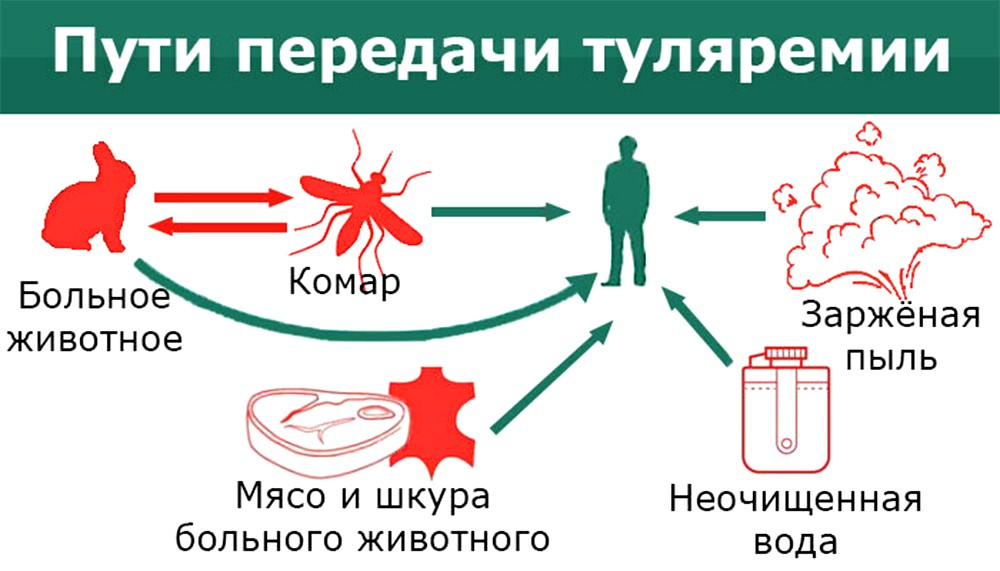 Пути передачи туляремии
Больное
животное
Комар
Заржёная
пыль
Мясо и шкура
больного животного
Неочищенная
вода